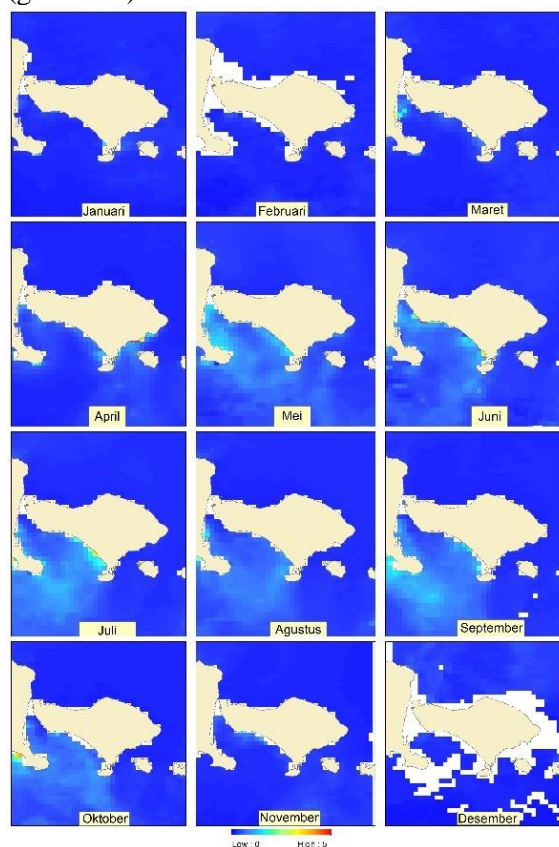 Januari
Februari
Maret
April
Mei
Juni
Juli
Agustus
September
Oktober
November
Desember
Low : 0
High : 5